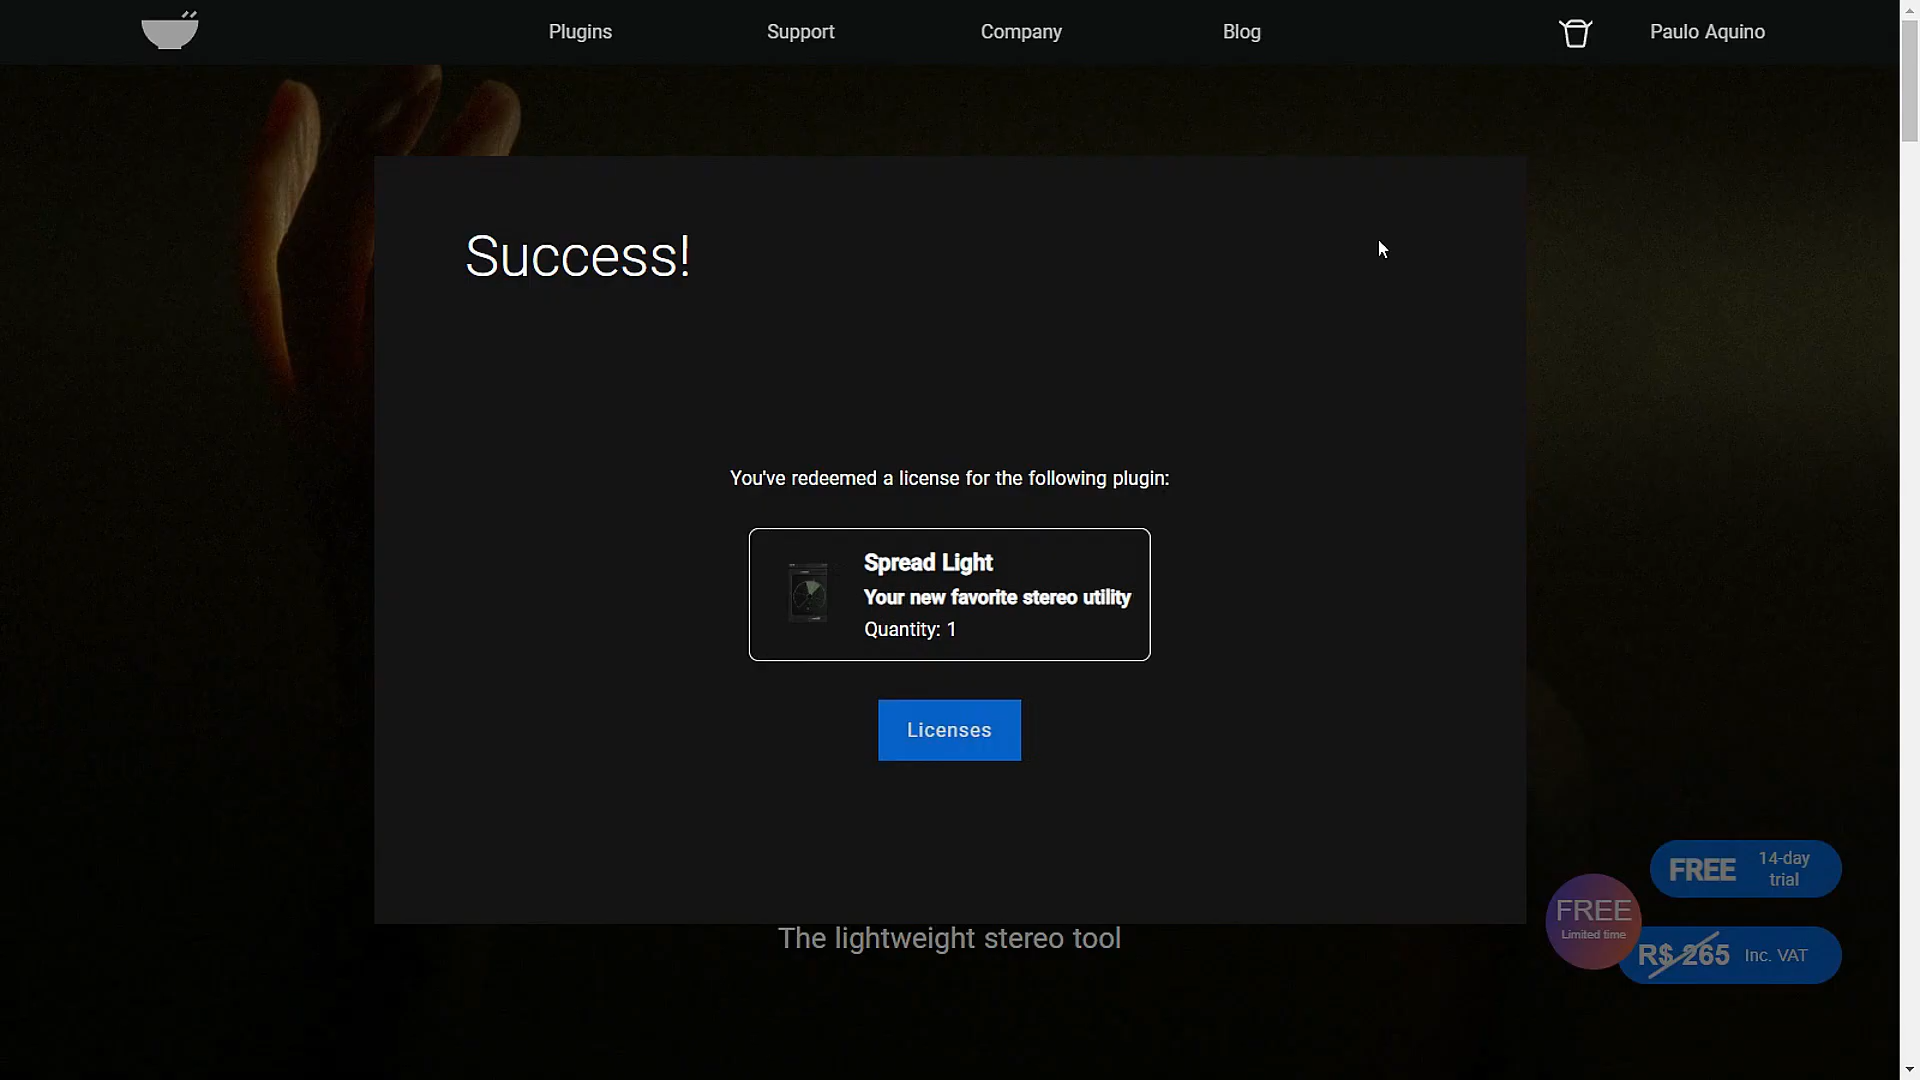 Plugins
Support
Company
Blog
Paulo Aquino
Success!
You've redeemed a license for the following plugin:
Spread Light
Your new favorite stereo utility
Quantity: 1
Licenses
FREE
14-day
trial
FREE
Limited time
R$ 265
Inc. VAT
The lightweight stereo tool